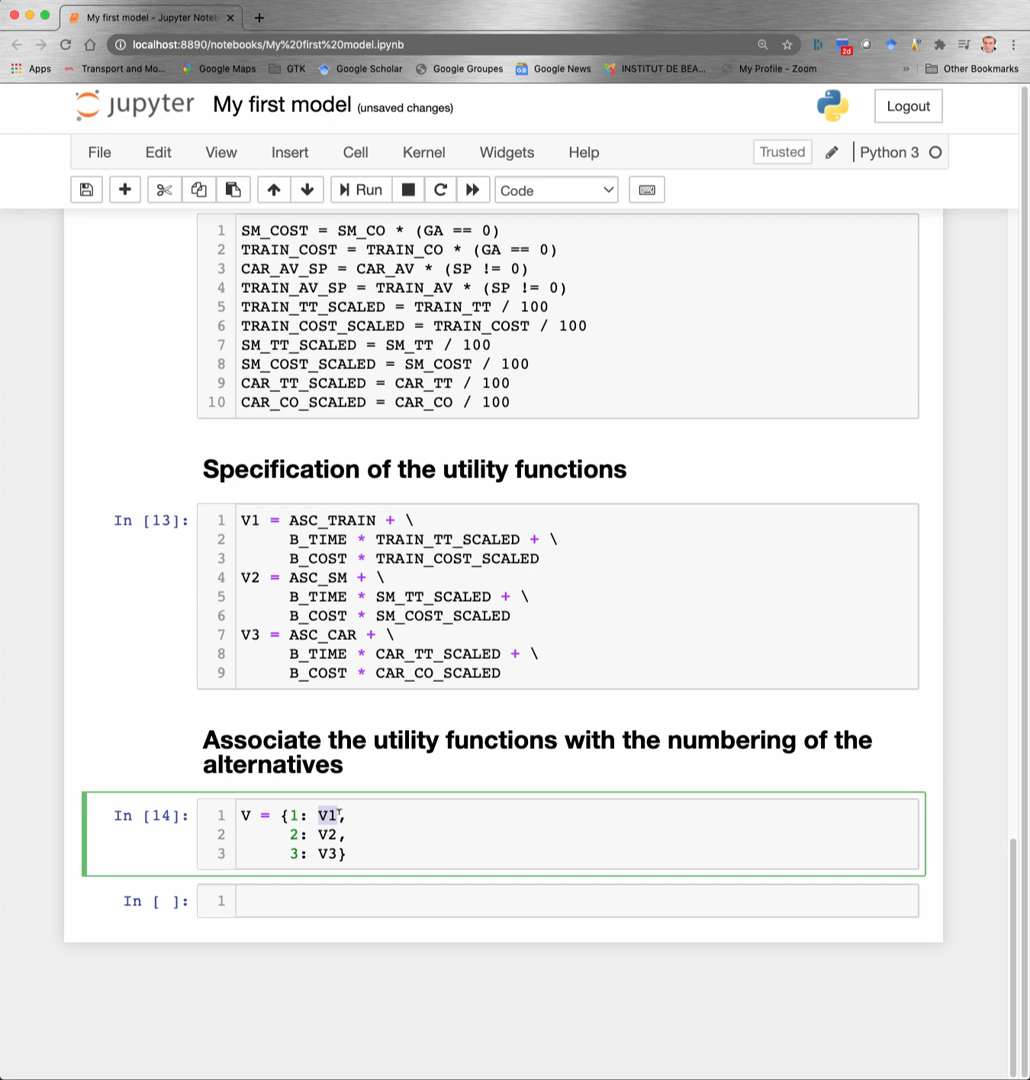 My first model - Jupyter Noteb
localhost:8890/notebooks/My%20first%20model.ipynb
2d
Apps Transport and Mo... Google Maps GTK Google Scholar Google Groupes Google News INSTITUT DE BEA... My Profile - Zoom » Other Bookmarks
jupyter My first model (unsaved changes) Logout
File Edit View Insert Cell Kernel Widgets Help Trusted Python 3
Run Code
1 SM_COST = SM_CO * (GA == 0)
2 TRAIN_COST = TRAIN_CO * (GA == 0)
3 CAR_AV_SP = CAR_AV * (SP != 0)
4 TRAIN_AV_SP = TRAIN_AV * (SP != 0)
5 TRAIN_TT_SCALED = TRAIN_TT / 100
6 TRAIN_COST_SCALED = TRAIN_COST / 100
7 SM_TT_SCALED = SM_TT / 100
8 SM_COST_SCALED = SM_COST / 100
9 CAR_TT_SCALED = CAR_TT / 100
10 CAR_CO_SCALED = CAR_CO / 100
Specification of the utility functions
In [13]: 1 V1 = ASC_TRAIN + \
2 B_TIME * TRAIN_TT_SCALED + \
3 B_COST * TRAIN_COST_SCALED
4 V2 = ASC_SM + \
5 B_TIME * SM_TT_SCALED + \
6 B_COST * SM_COST_SCALED
7 V3 = ASC_CAR + \
8 B_TIME * CAR_TT_SCALED + \
9 B_COST * CAR_CO_SCALED
Associate the utility functions with the numbering of the
alternatives
In [14]: 1 V = {1: V1,
2 2: V2,
3 3: V3}
In [ ]: 1